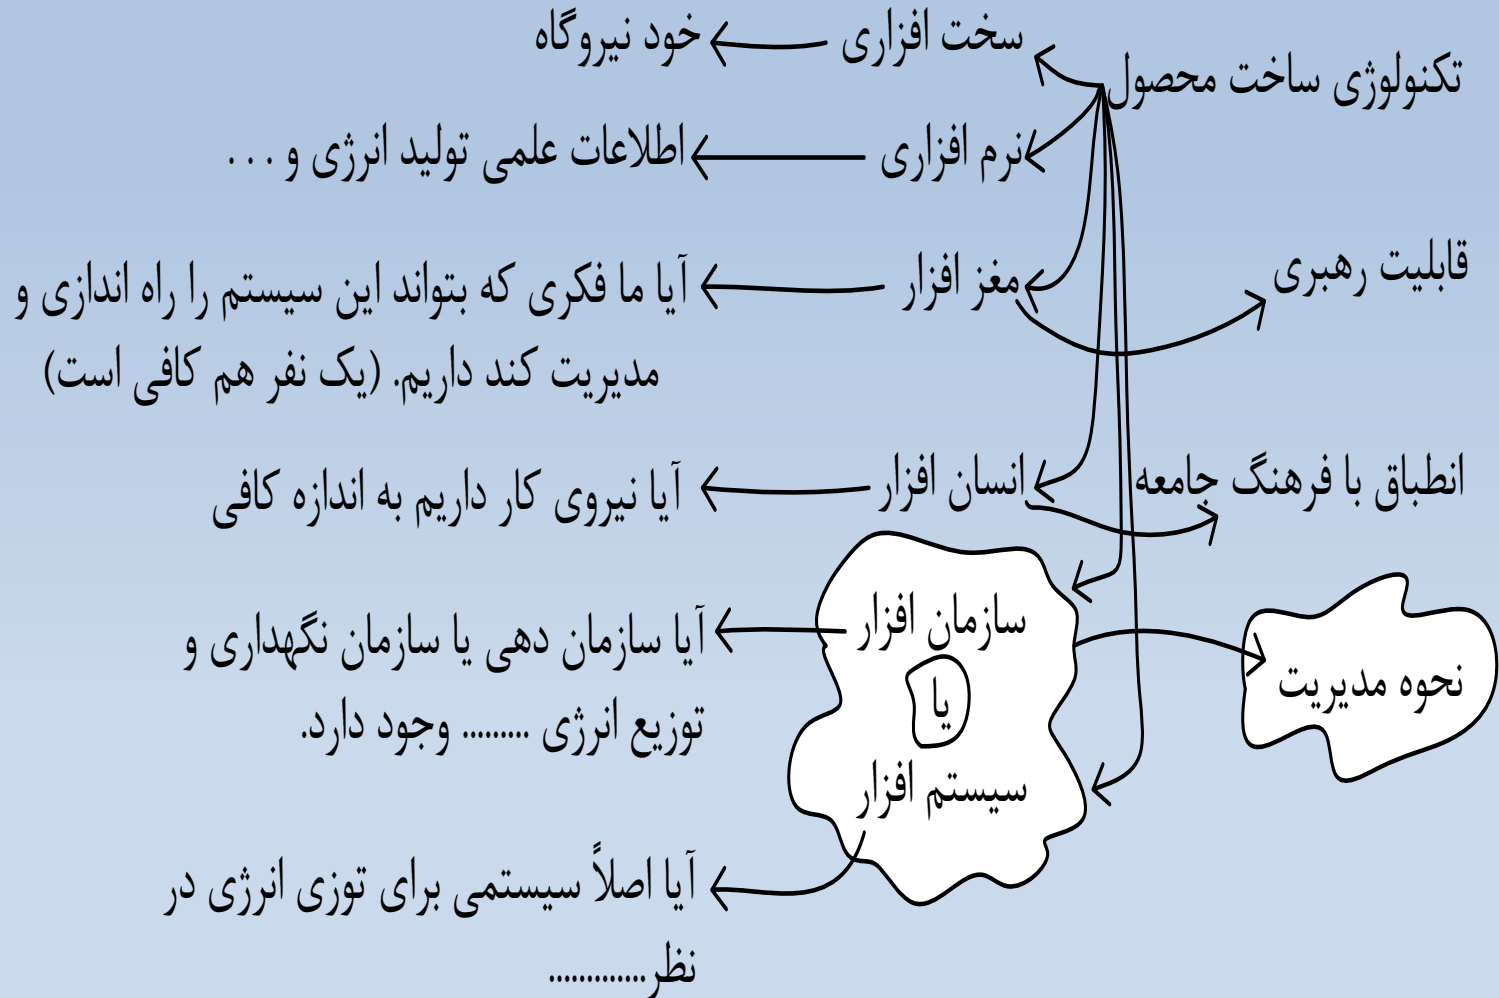 تکنولوژی ساخت محصول
سخت افزاری
خود نیروگاه
نرم افزاری
اطلاعات علمی تولید انرژی و . . .
قابلیت رهبری
مغز افزار
آیا ما فکری که بتواند این سیستم را راه اندازی و
مدیریت کند داریم. (یک نفر هم کافی است)
انطباق با فرهنگ جامعه
انسان افزار
آیا نیروی کار داریم به اندازه کافی
سازمان افزار
آیا سازمان دهی یا سازمان نگهداری و
توزیع انرژی ......... وجود دارد.
نحوه مدیریت
یا
سیستم افزار
آیا اصلاً سیستمی برای توزی انرژی در
نظر.............